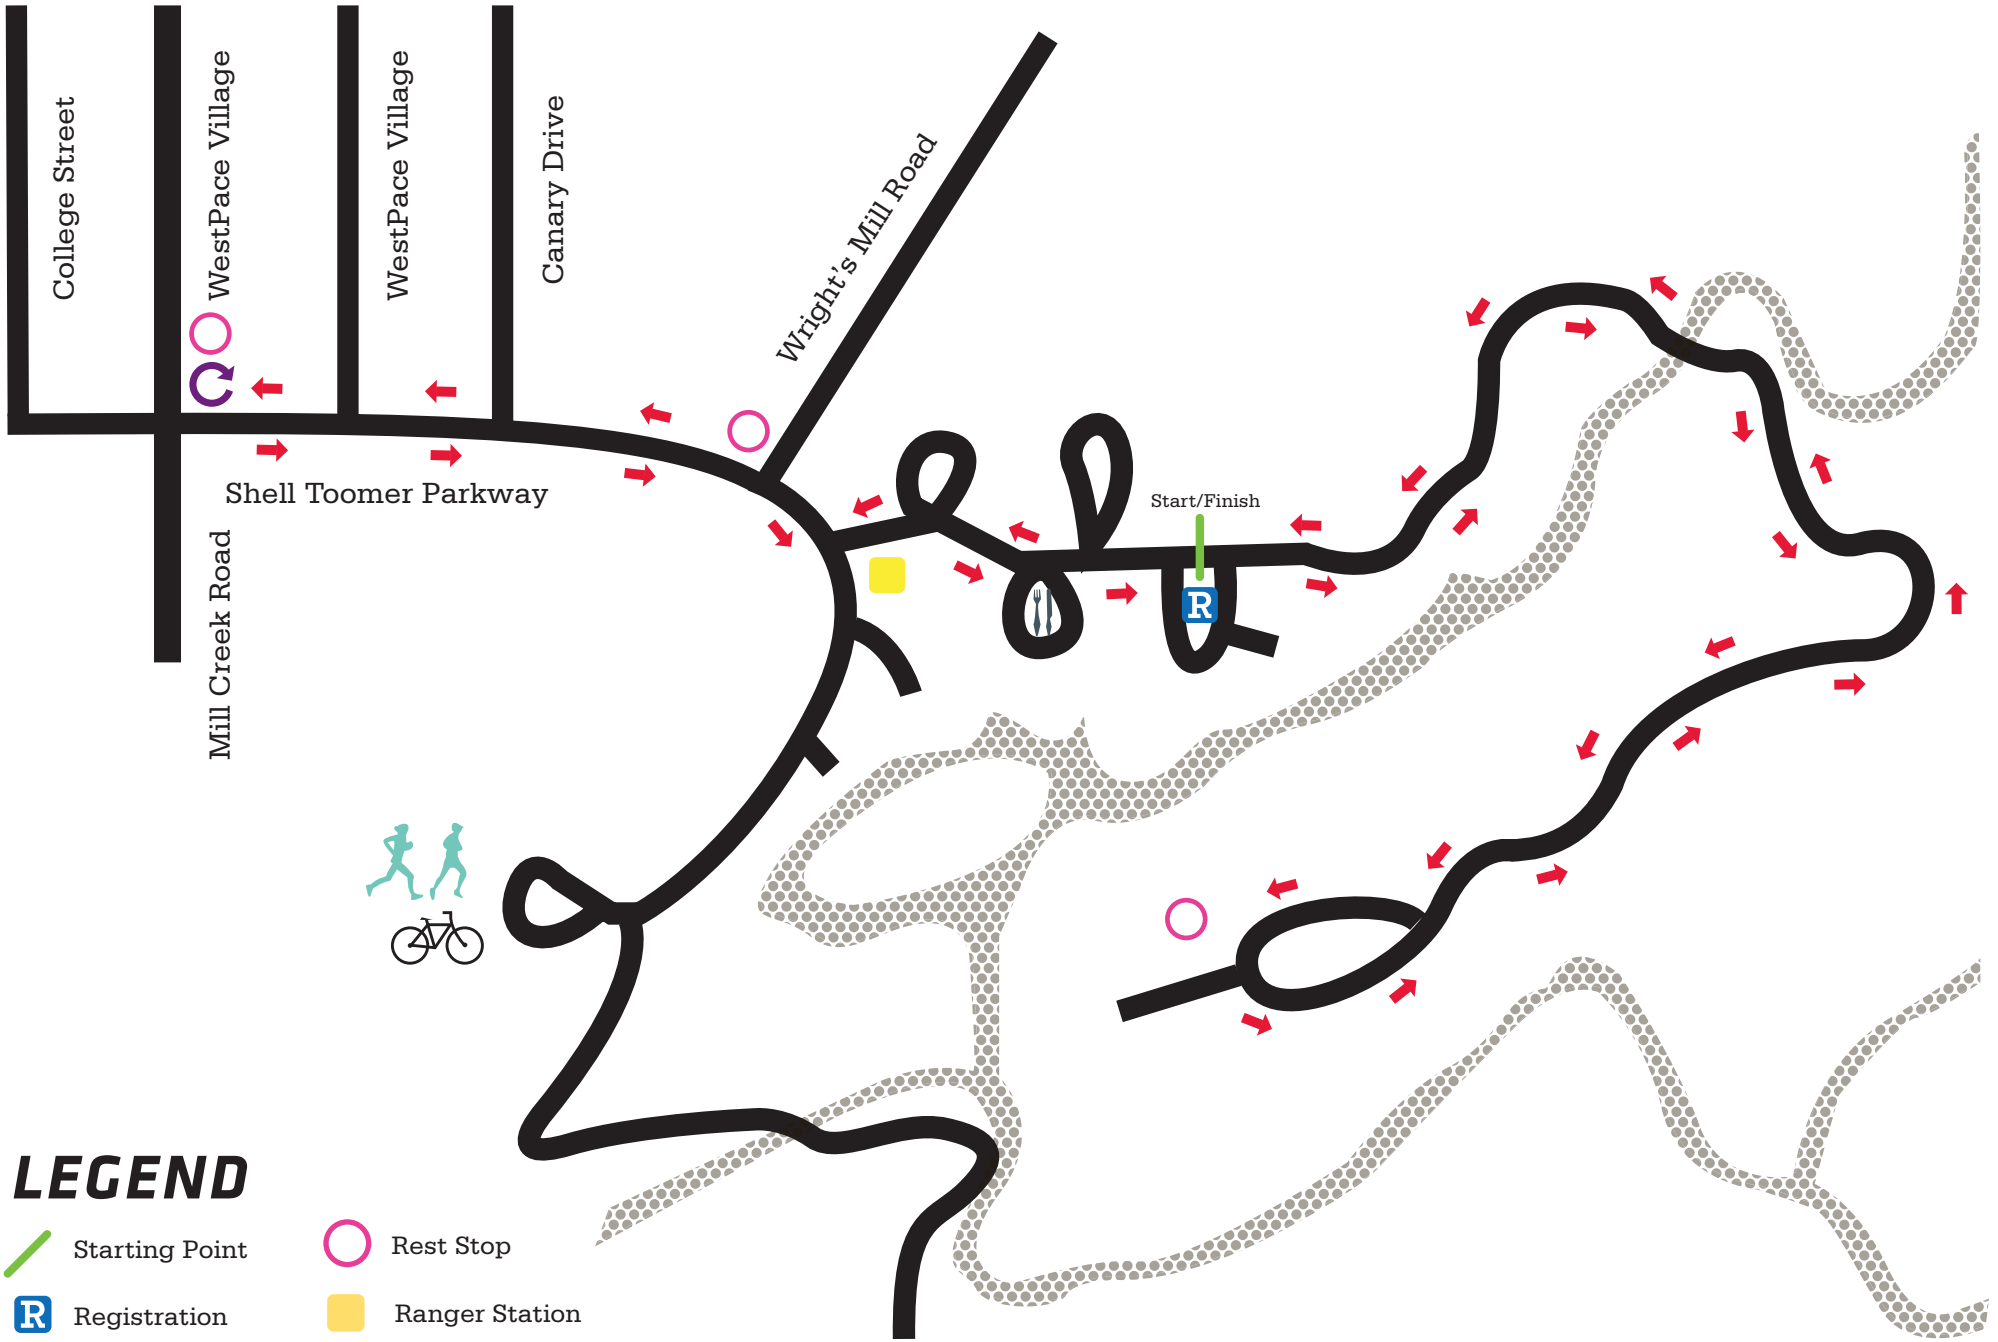 College Street
WestPace Village
WestPace Village
Canary Drive
Wright's Mill Road
Shell Toomer Parkway
Mill Creek Road
Start/Finish
R
LEGEND
Starting Point
Rest Stop
R Registration
Ranger Station